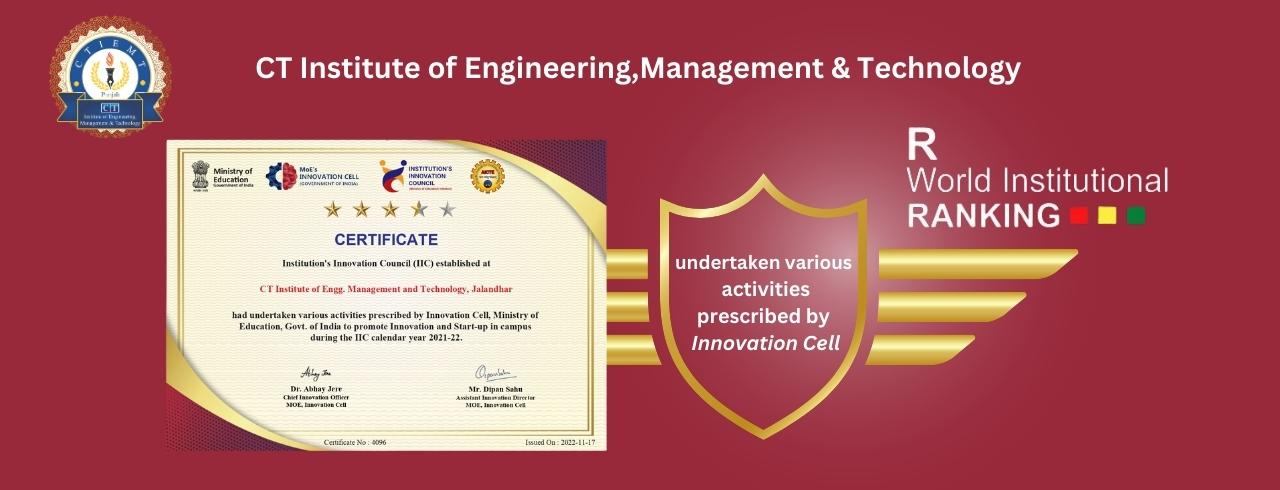 CTIEMT
Punjab
CT
Institute of Engineering,
Management & Technology
CT Institute of Engineering,Management & Technology
Ministry of
Education
Government of India
MoE's
INNOVATION CELL
(GOVERNMENT OF INDIA)
INSTITUTION'S
INNOVATION
COUNCIL
AICTE
CERTIFICATE
Institution's Innovation Council (IIC) established at
CT Institute of Engg. Management and Technology, Jalandhar
had undertaken various activities prescribed by Innovation Cell, Ministry of
Education, Govt. of India to promote Innovation and Start-up in campus
during the IIC calendar year 2021-22.
Abhay Jere
Dr. Abhay Jere
Chief Innovation Officer
MOE, Innovation Cell
Mr. Dipan Sahu
Assistant Innovation Director
MOE, Innovation Cell
Certificate No : 4096
Issued On : 2022-11-17
undertaken various
activities
prescribed by
Innovation Cell
R
World Institutional
RANKING